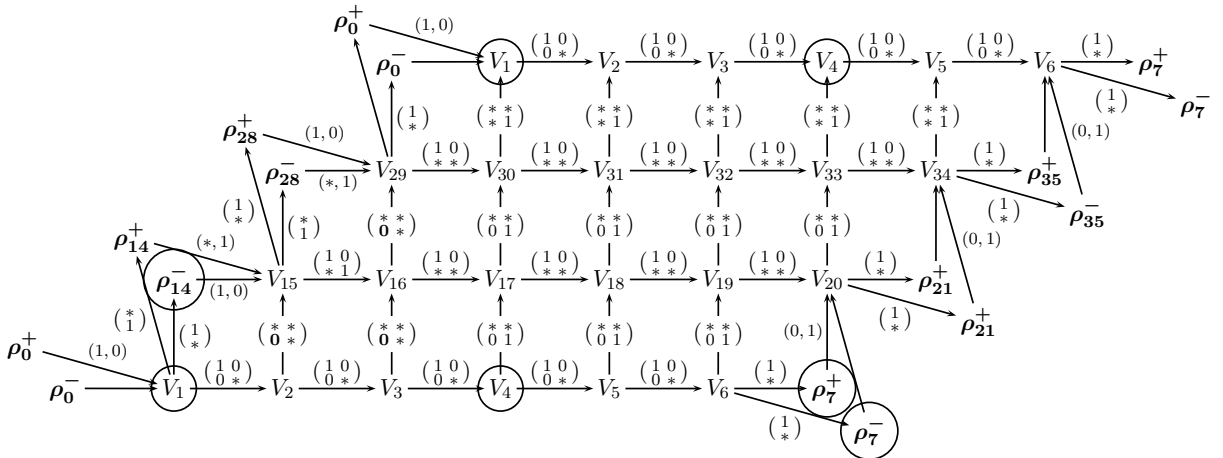 ρ₀⁺ (1, 0) (1 0 / 0 *) (1 0 / 0 *) (1 0 / 0 *) (1 0 / 0 *) (1 0 / 0 *) (1 / *)
ρ₀⁻ V₁ V₂ V₃ V₄ V₅ V₆ ρ₇⁺
(1 / *) ρ₇⁻
(1 / *) (* * / * 1) (* * / * 1) (* * / * 1) (* * / * 1) (* * / * 1) (0, 1)
ρ₂₈⁺ (1, 0) (1 0 / * *) (1 0 / * *) (1 0 / * *) (1 0 / * *) (1 0 / * *) (1 / *)
ρ₂₈⁻ (*, 1) V₂₉ V₃₀ V₃₁ V₃₂ V₃₃ V₃₄ ρ₃₅⁺
(1 / *) ρ₃₅⁻
(1 / *) (* / 1) (* * / 0 *) (* * / 0 1) (* * / 0 1) (* * / 0 1) (* * / 0 1) (0, 1)
ρ₁₄⁺ (*, 1) (1 0 / * 1) (1 0 / * *) (1 0 / * *) (1 0 / * *) (1 0 / * *) (1 / *)
ρ₁₄⁻ (1, 0) V₁₅ V₁₆ V₁₇ V₁₈ V₁₉ V₂₀ ρ₂₁⁺
(1 / *) ρ₂₁⁺
(* / 1) (1 / *) (* * / 0 *) (* * / 0 *) (* * / 0 1) (* * / 0 1) (* * / 0 1) (0, 1)
ρ₀⁺ (1, 0) (1 0 / 0 *) (1 0 / 0 *) (1 0 / 0 *) (1 0 / 0 *) (1 0 / 0 *) (1 / *)
ρ₀⁻ V₁ V₂ V₃ V₄ V₅ V₆ ρ₇⁺
(1 / *) ρ₇⁻